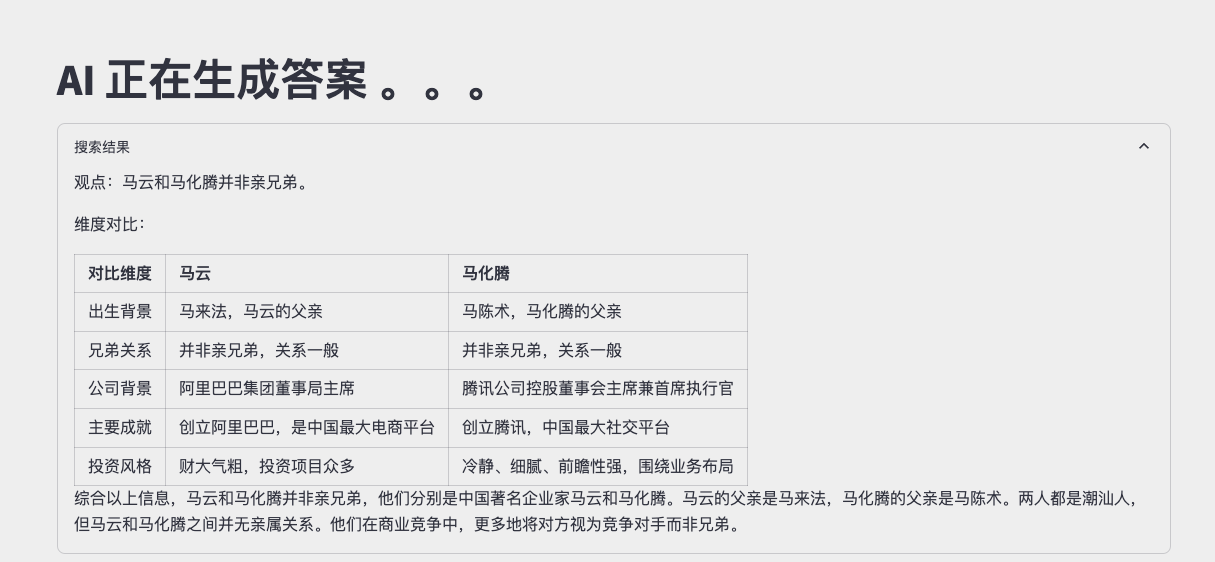 AI 正在生成答案 。。。
搜索结果
观点：马云和马化腾并非亲兄弟。
维度对比：
对比维度 马云 马化腾
出生背景 马来法，马云的父亲 马陈术，马化腾的父亲
兄弟关系 并非亲兄弟，关系一般 并非亲兄弟，关系一般
公司背景 阿里巴巴集团董事局主席 腾讯公司控股董事会主席兼首席执行官
主要成就 创立阿里巴巴，是中国最大电商平台 创立腾讯，中国最大社交平台
投资风格 财大气粗，投资项目众多 冷静、细腻、前瞻性强，围绕业务布局
综合以上信息，马云和马化腾并非亲兄弟，他们分别是中国著名企业家马云和马化腾。马云的父亲是马来法，马化腾的父亲是马陈术。两人都是潮汕人，
但马云和马化腾之间并无亲属关系。他们在商业竞争中，更多地将对方视为竞争对手而非兄弟。